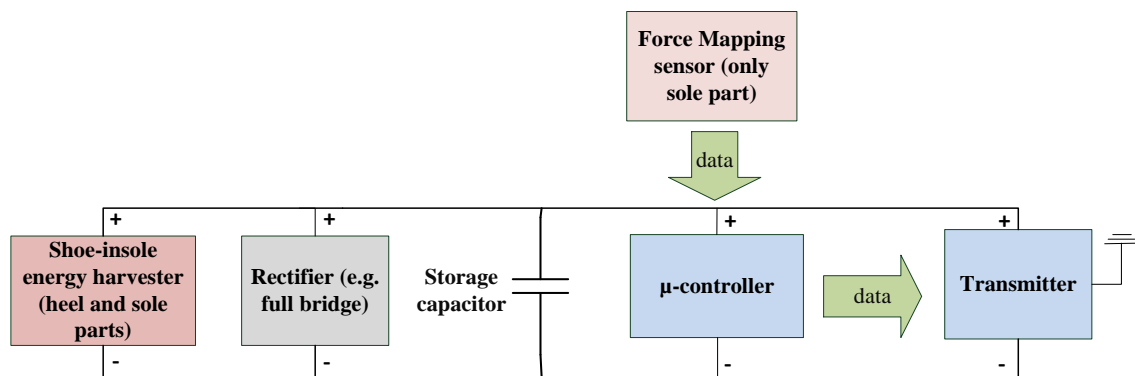 Force Mapping
sensor (only
sole part)
data
+
+
+
+
Shoe-insole
energy harvester
(heel and sole
parts)
Rectifier (e.g.
full bridge)
Storage
capacitor
µ-controller
data
Transmitter
-
-
-
-